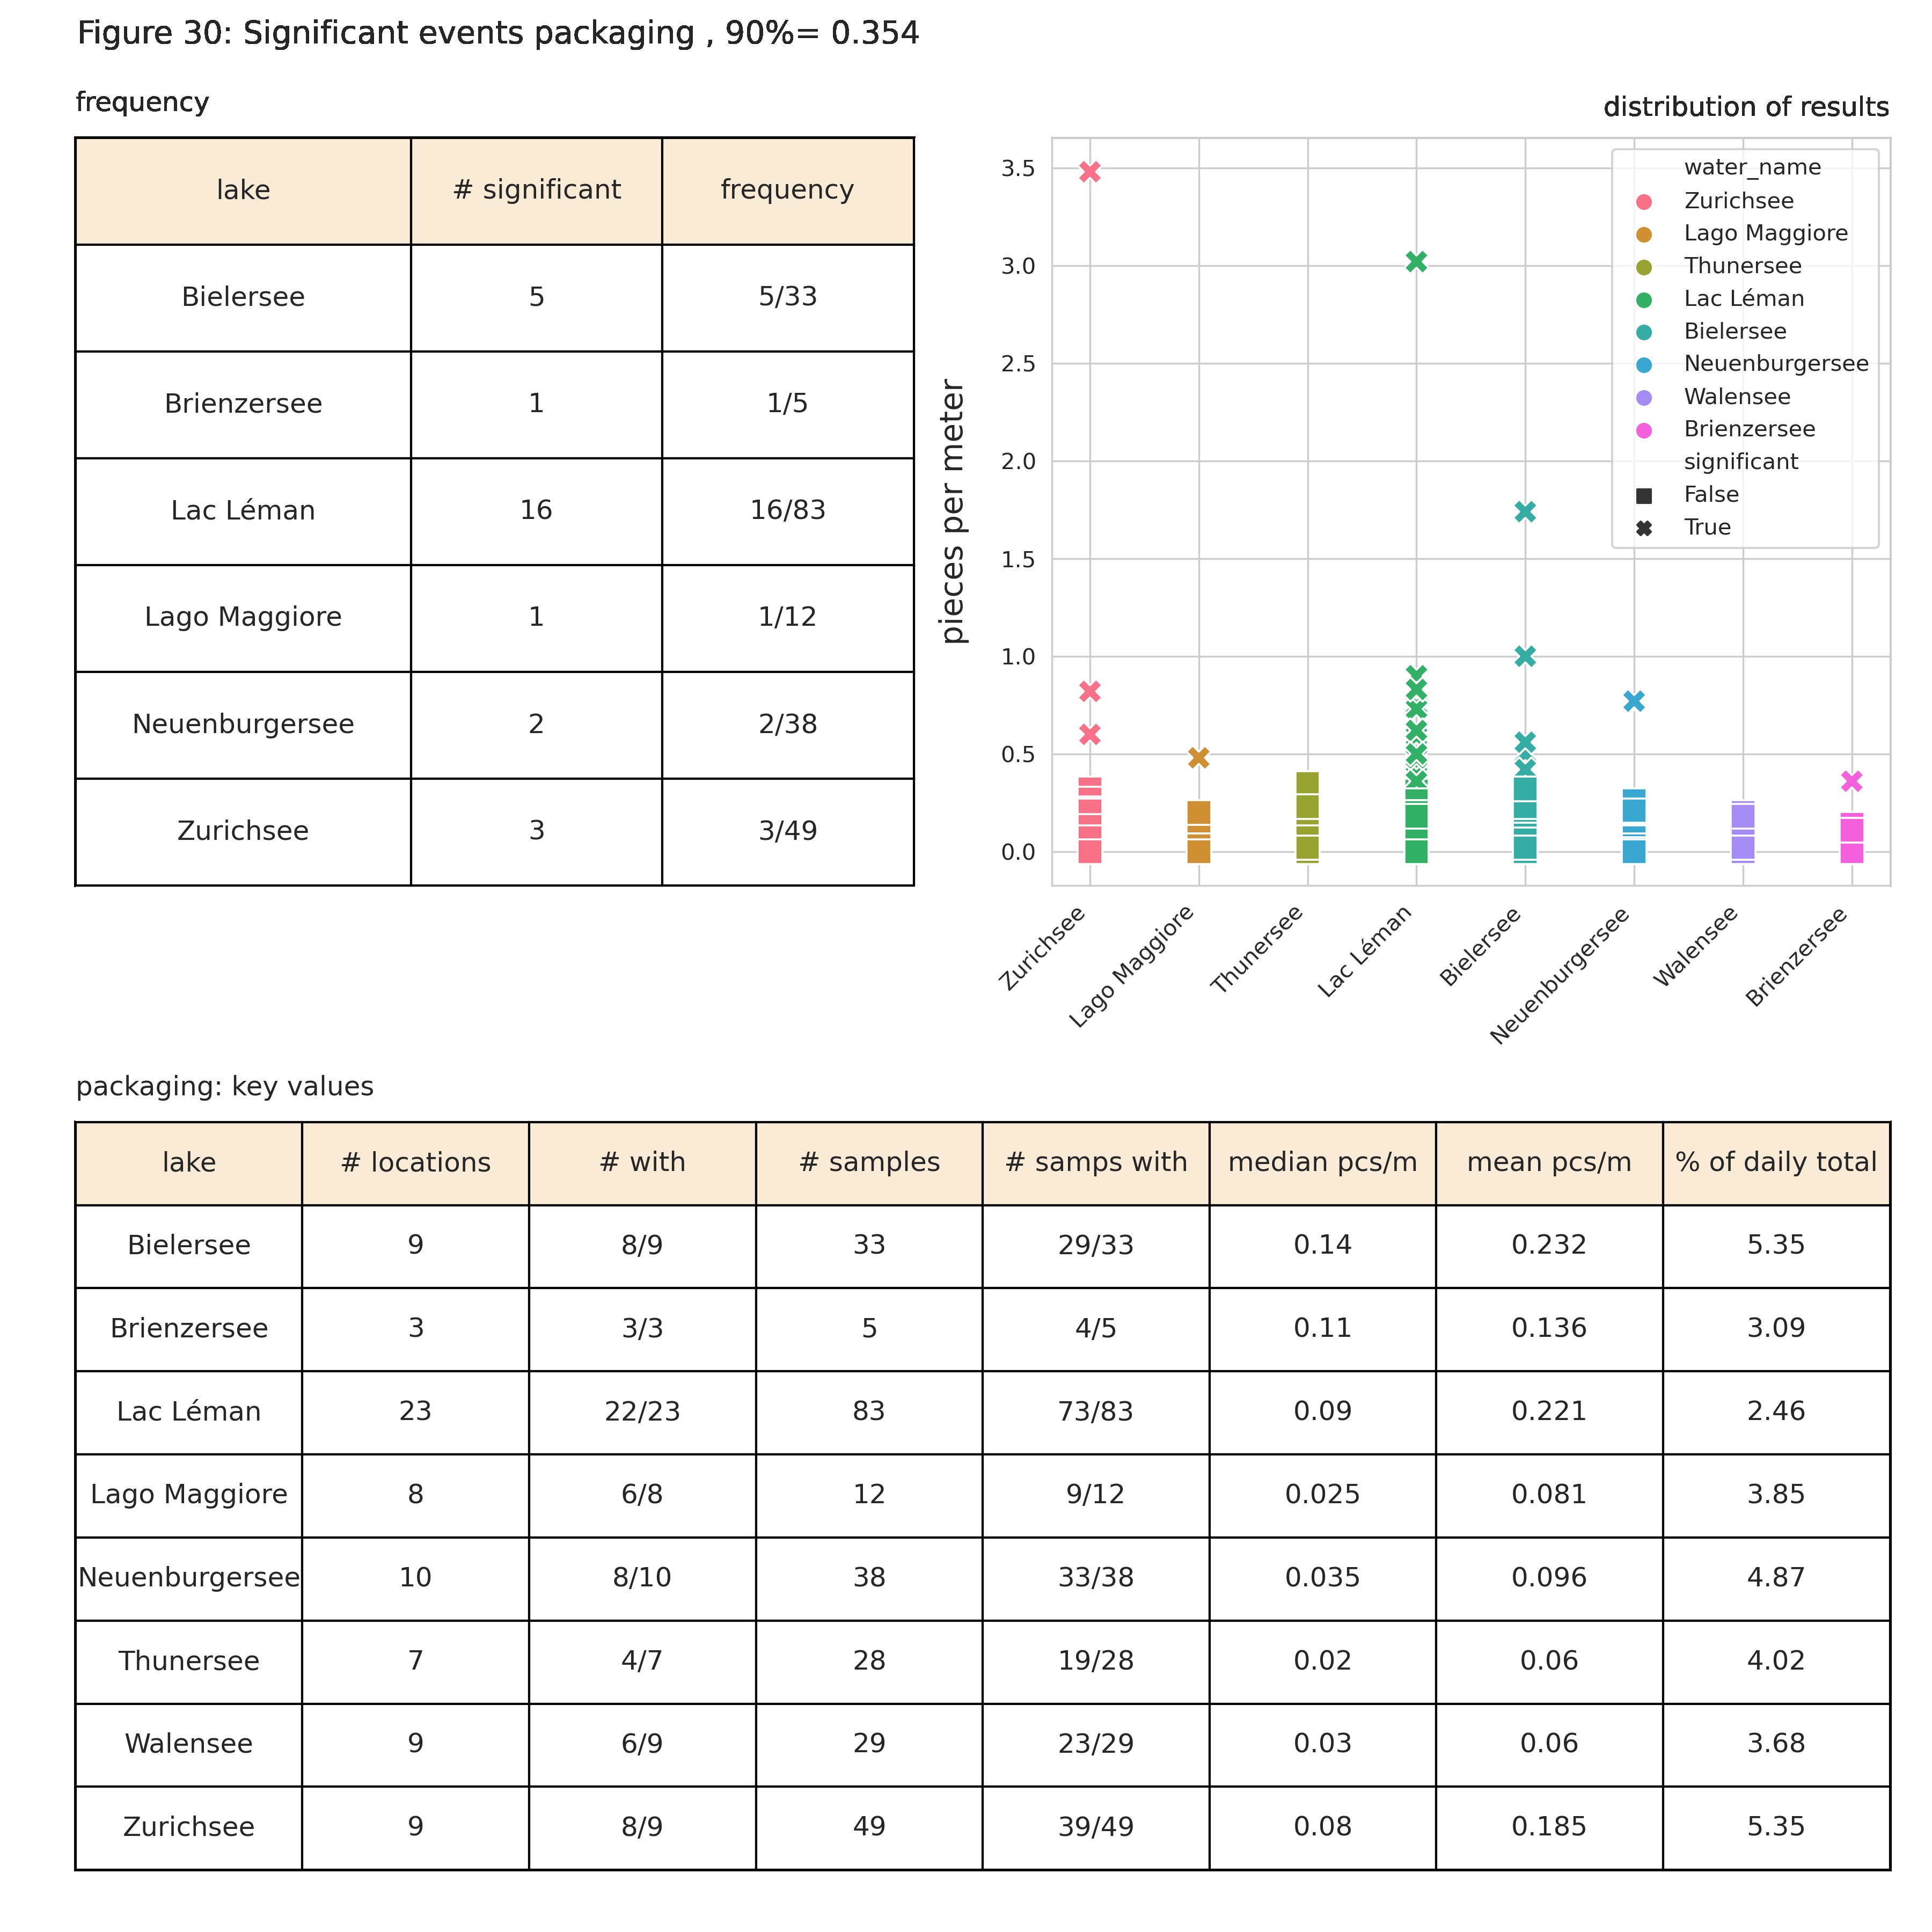 Figure 30: Significant events packaging , 90%= 0.354
frequency
lake # significant frequency
Bielersee 5 5/33
Brienzersee 1 1/5
Lac Léman 16 16/83
Lago Maggiore 1 1/12
Neuenburgersee 2 2/38
Zurichsee 3 3/49
distribution of results
pieces per meter
3.5
3.0
2.5
2.0
1.5
1.0
0.5
0.0
water_name
Zurichsee
Lago Maggiore
Thunersee
Lac Léman
Bielersee
Neuenburgersee
Walensee
Brienzersee
significant
False
True
Zurichsee
Lago Maggiore
Thunersee
Lac Léman
Bielersee
Neuenburgersee
Walensee
Brienzersee
packaging: key values
lake # locations # with # samples # samps with median pcs/m mean pcs/m % of daily total
Bielersee 9 8/9 33 29/33 0.14 0.232 5.35
Brienzersee 3 3/3 5 4/5 0.11 0.136 3.09
Lac Léman 23 22/23 83 73/83 0.09 0.221 2.46
Lago Maggiore 8 6/8 12 9/12 0.025 0.081 3.85
Neuenburgersee 10 8/10 38 33/38 0.035 0.096 4.87
Thunersee 7 4/7 28 19/28 0.02 0.06 4.02
Walensee 9 6/9 29 23/29 0.03 0.06 3.68
Zurichsee 9 8/9 49 39/49 0.08 0.185 5.35